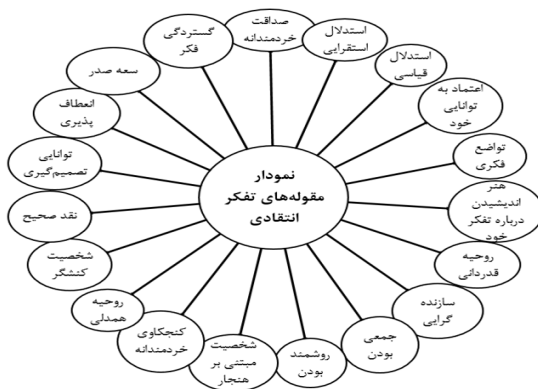 نمودار
مقوله‌های تفکر
انتقادی
صداقت
خردمندانه
استدلال
استقرایی
استدلال
قیاسی
اعتماد به
توانایی
خود
تواضع
فکری
هنر
اندیشیدن
درباره تفکر
خود
روحیه
قدردانی
سازنده
گرایی
جمعی
بودن
روشمند
بودن
شخصیت
مبتنی بر
هنجار
کنجکاوی
خردمندانه
روحیه
همدلی
شخصیت
کنشگر
نقد صحیح
توانایی
تصمیم‌گیری
انعطاف
پذیری
سعه صدر
گستردگی
فکر